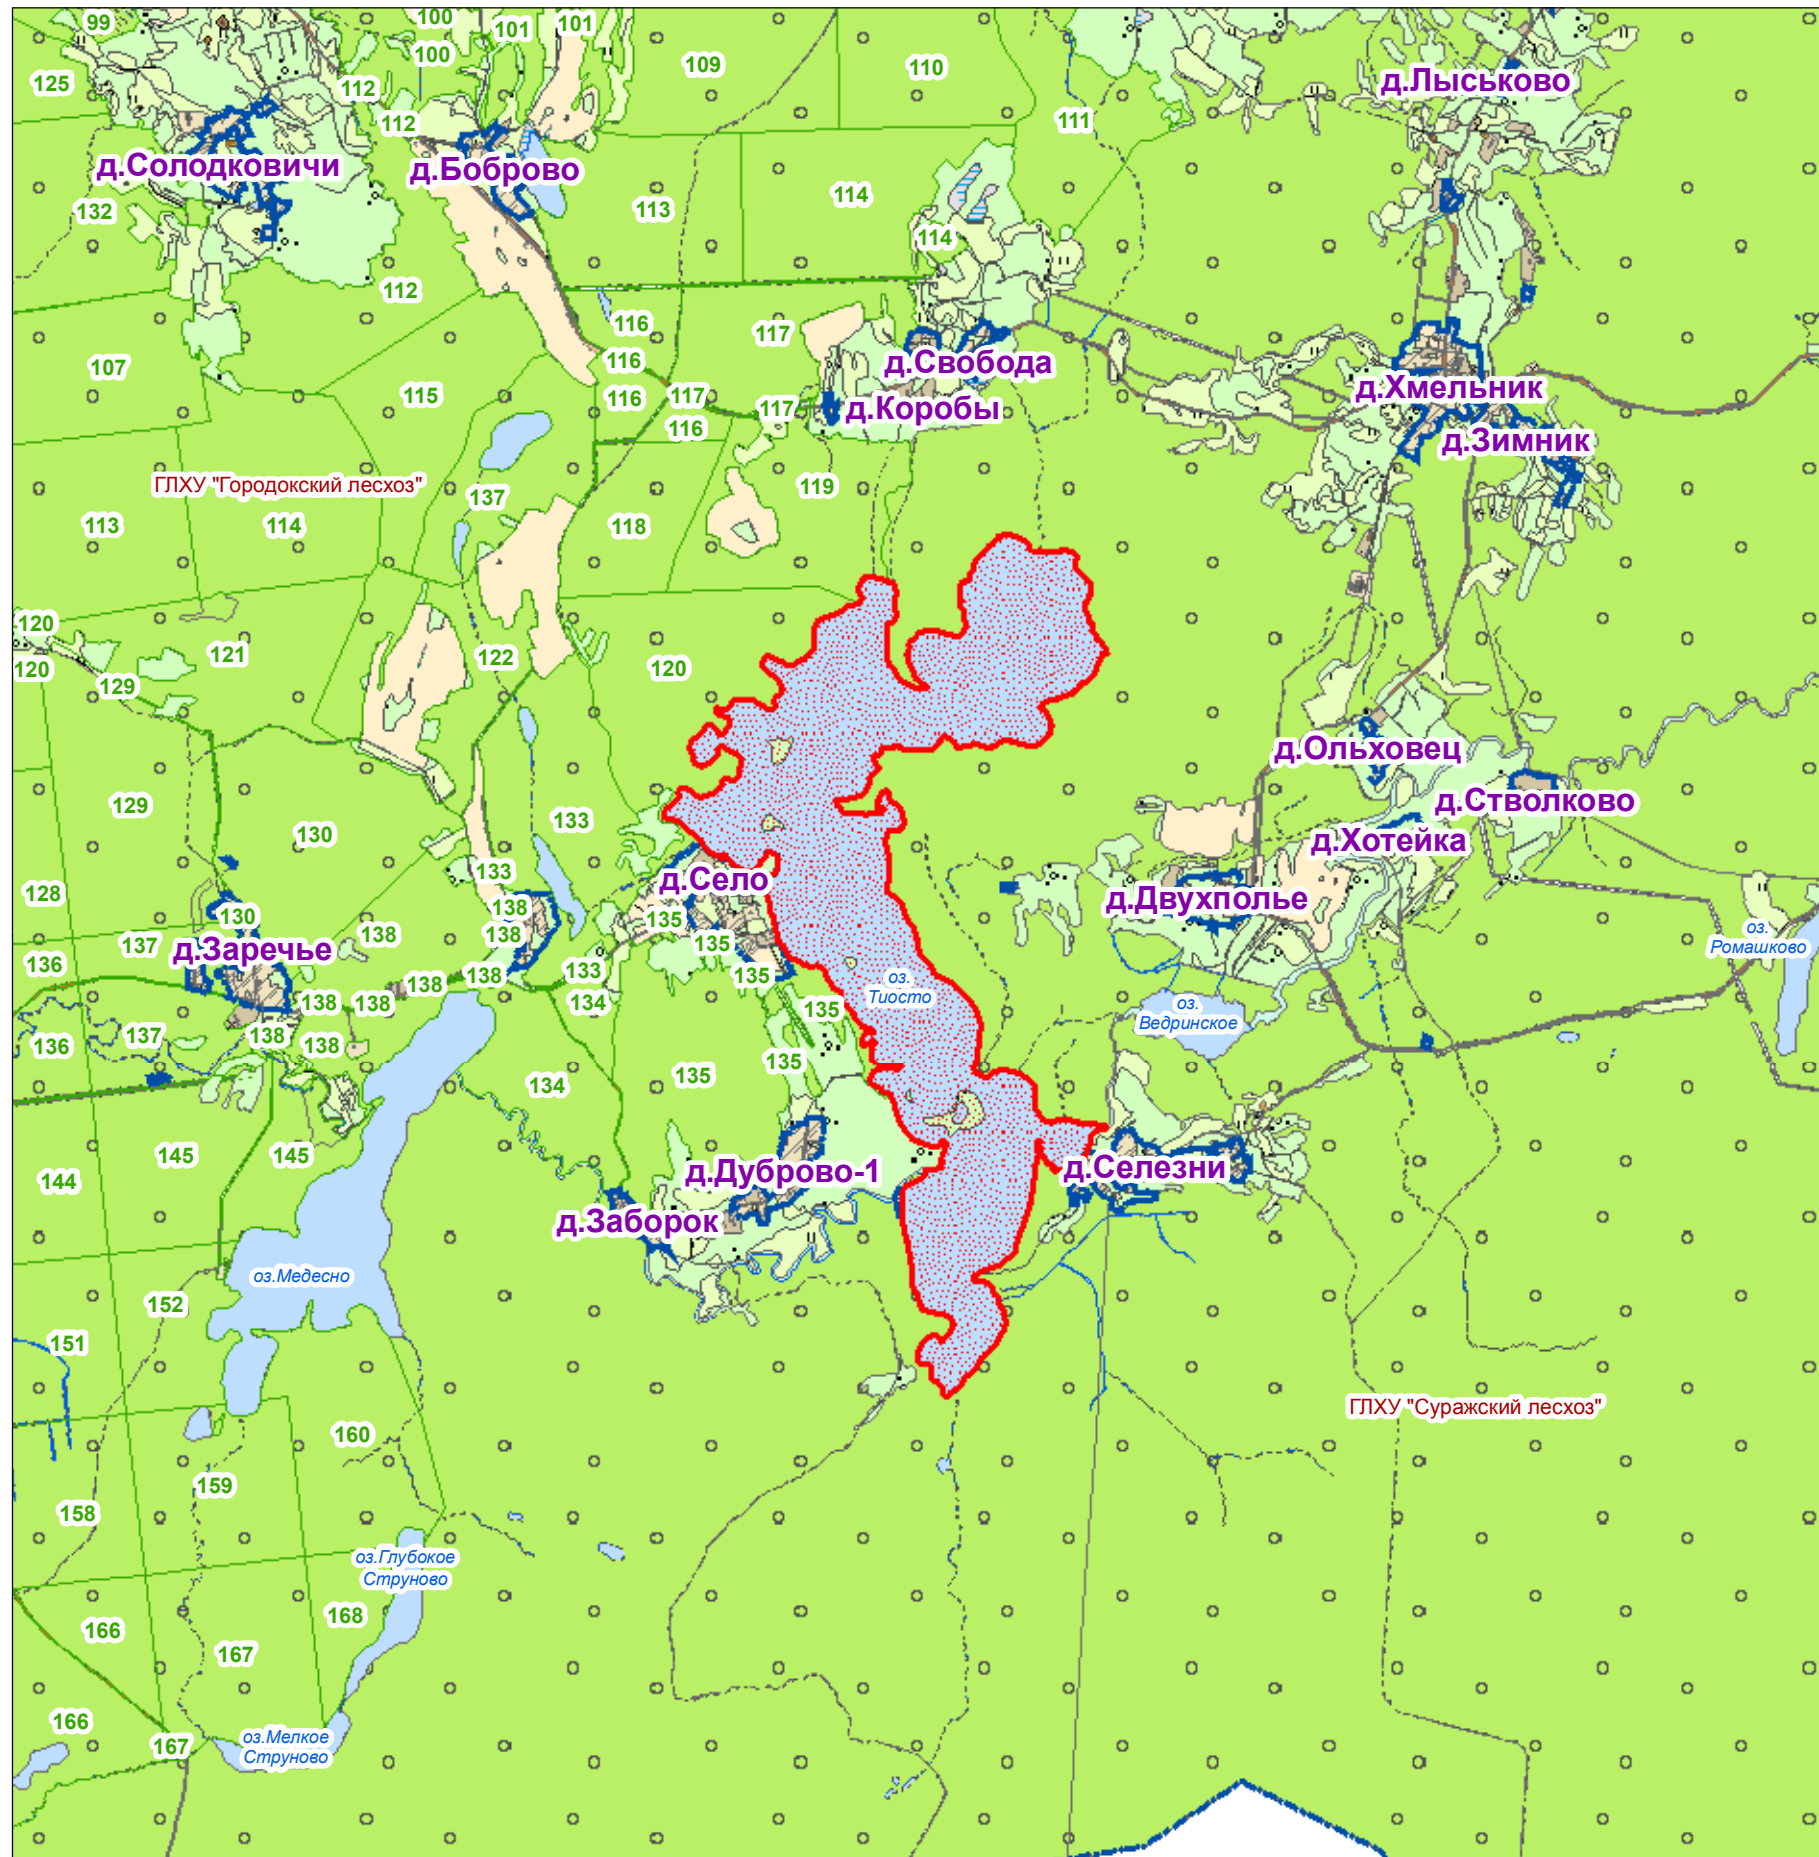 99
100
101
101
100
109
110
125
112
112
111
д.Лыськово
д.Солодковичи
д.Боброво
132
113
114
114
112
116
117
107
116
д.Свобода
д.Хмельник
115
116
117
117
д.Коробы
116
д.Зимник
ГЛХУ "Городокский лесхоз"
137
119
113
114
118
120
121
122
120
120
129
д.Ольховец
д.Стволково
129
130
133
д.Хотейка
133
д.Село
128
138
135
д.Двухполье
130
138
138
137
135
оз.
Ромашково
д.Заречье
136
138
138
133
135
оз.
Тиосто
138
138
134
135
оз.
Ведринское
136
137
138
138
135
134
135
145
145
144
д.Дуброво-1
д.Селезни
д.Заборок
оз.Медесно
152
151
ГЛХУ "Суражский лесхоз"
160
159
158
оз.Глубокое
Струново
168
166
167
166
167
оз.Мелкое
Струново